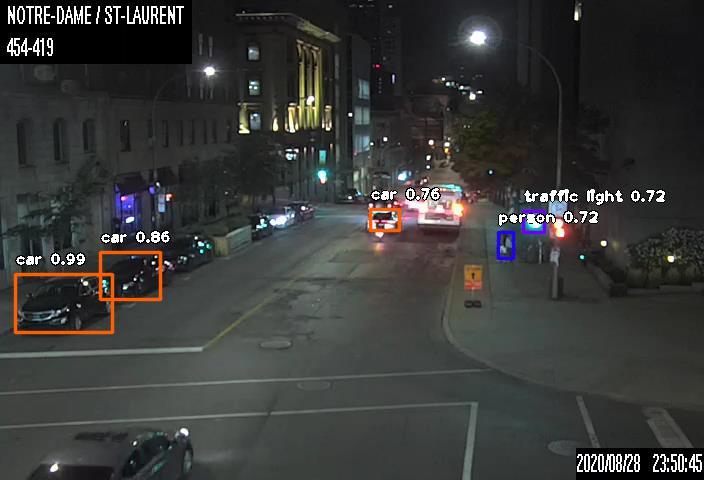 NOTRE-DAME / ST-LAURENT
454-419
car 0.76
traffic light 0.72
person 0.72
car 0.86
car 0.99
2020/08/28 23:50:45